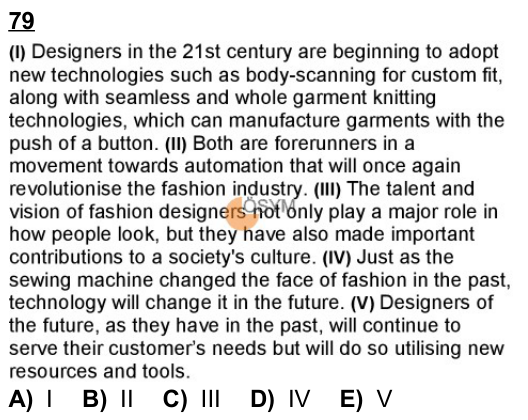 79
(I) Designers in the 21st century are beginning to adopt
new technologies such as body-scanning for custom fit,
along with seamless and whole garment knitting
technologies, which can manufacture garments with the
push of a button. (II) Both are forerunners in a
movement towards automation that will once again
revolutionise the fashion industry. (III) The talent and
vision of fashion designers not only play a major role in
how people look, but they have also made important
contributions to a society's culture. (IV) Just as the
sewing machine changed the face of fashion in the past,
technology will change it in the future. (V) Designers of
the future, as they have in the past, will continue to
serve their customer's needs but will do so utilising new
resources and tools.
A) I B) II C) III D) IV E) V
ÖSYM